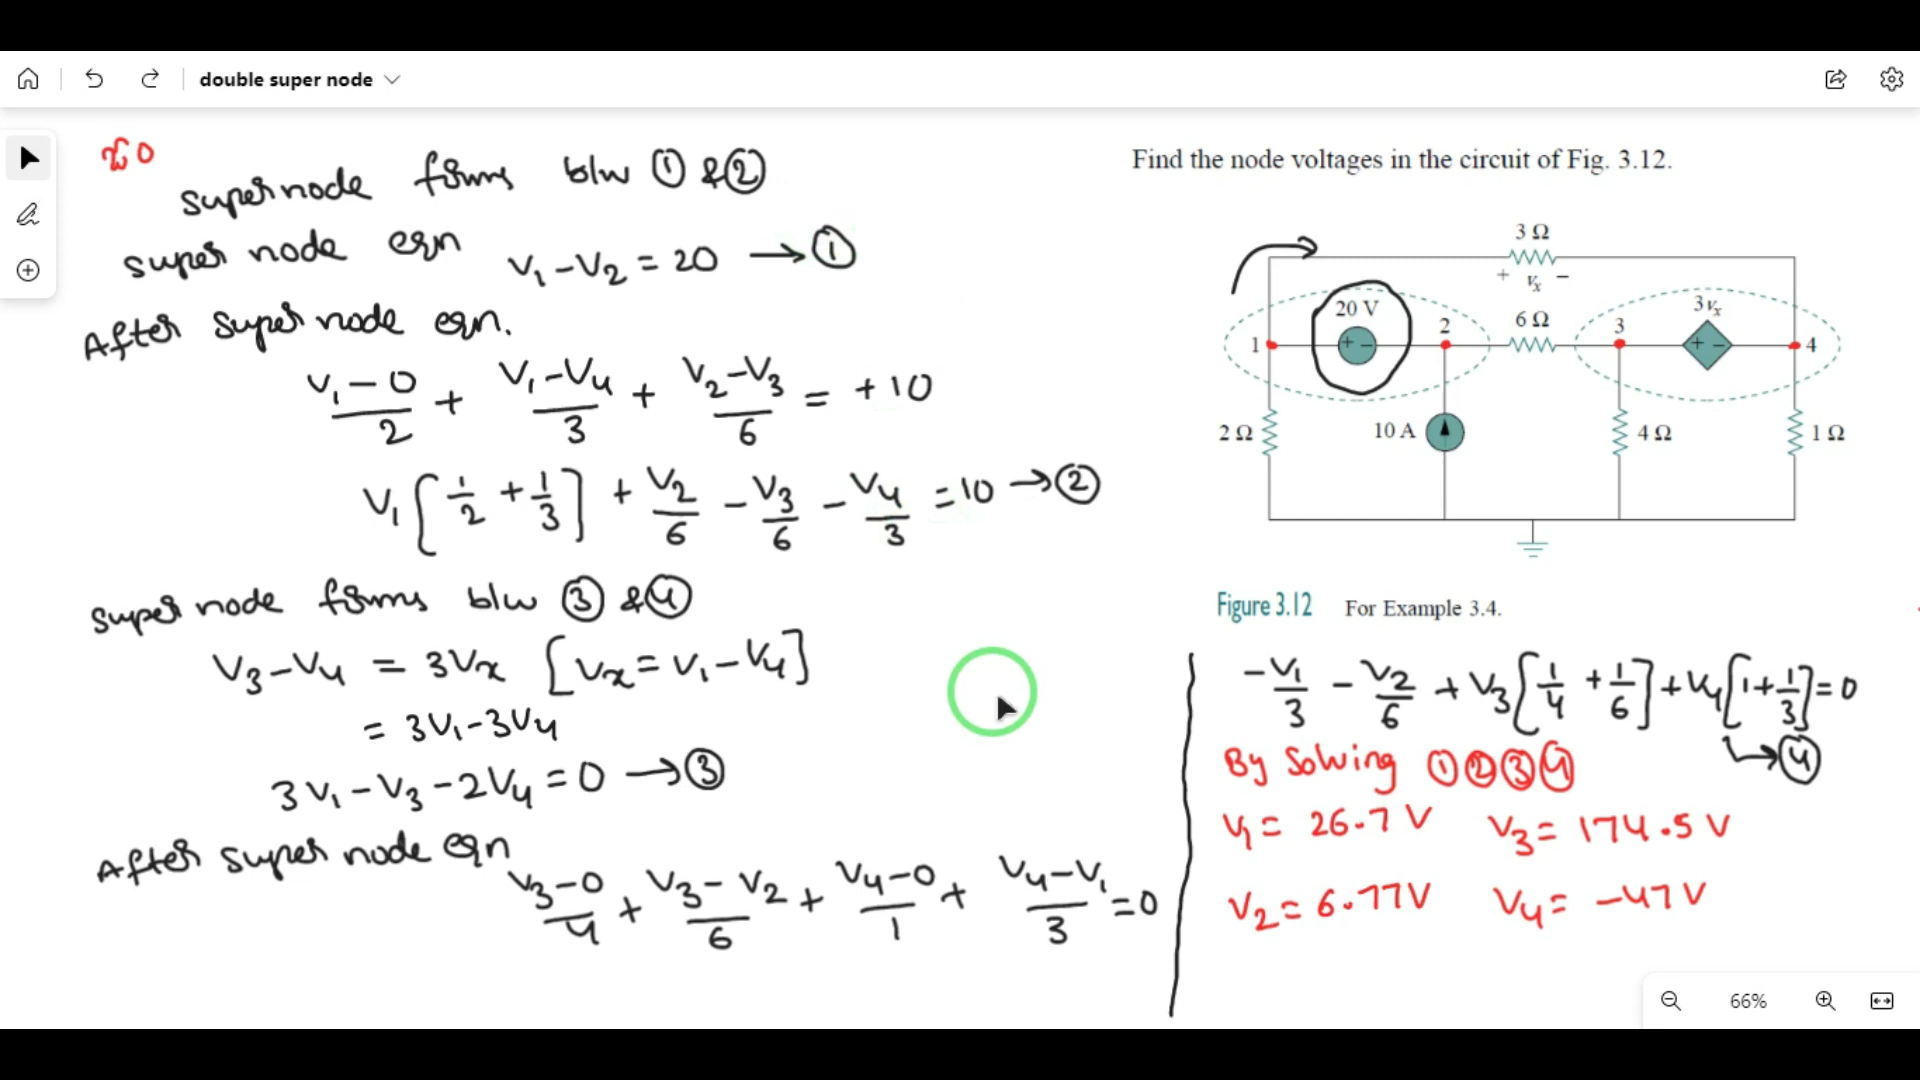 double super node
supernode forms b/w ① & ②
super node eqn V₁ - V₂ = 20 → ①
After super node eqn.
(V₁ - 0)/2 + (V₁ - V₄)/3 + (V₂ - V₃)/6 = +10
V₁ [1/2 + 1/3] + V₂/6 - V₃/6 - V₄/3 = 10 → ②
super node forms b/w ③ & ④
V₃ - V₄ = 3Vx [Vx = V₁ - V₄]
= 3V₁ - 3V₄
3V₁ - V₃ - 2V₄ = 0 → ③
After super node eqn
(V₃ - 0)/4 + (V₃ - V₂)/6 + (V₄ - 0)/1 + (V₄ - V₁)/3 = 0
Find the node voltages in the circuit of Fig. 3.12.
3 Ω
+ vx −
20 V
6 Ω
3vx
1
+ −
2
3
+ −
4
2 Ω
10 A
4 Ω
1 Ω
Figure 3.12 For Example 3.4.
-V₁/3 - V₂/6 + V₃ [1/4 + 1/6] + V₄ [1 + 1/3] = 0
→ ④
By Solving ① ② ③ ④
V₁ = 26.7 V V₃ = 174.5 V
V₂ = 6.77 V V₄ = -47 V
66%